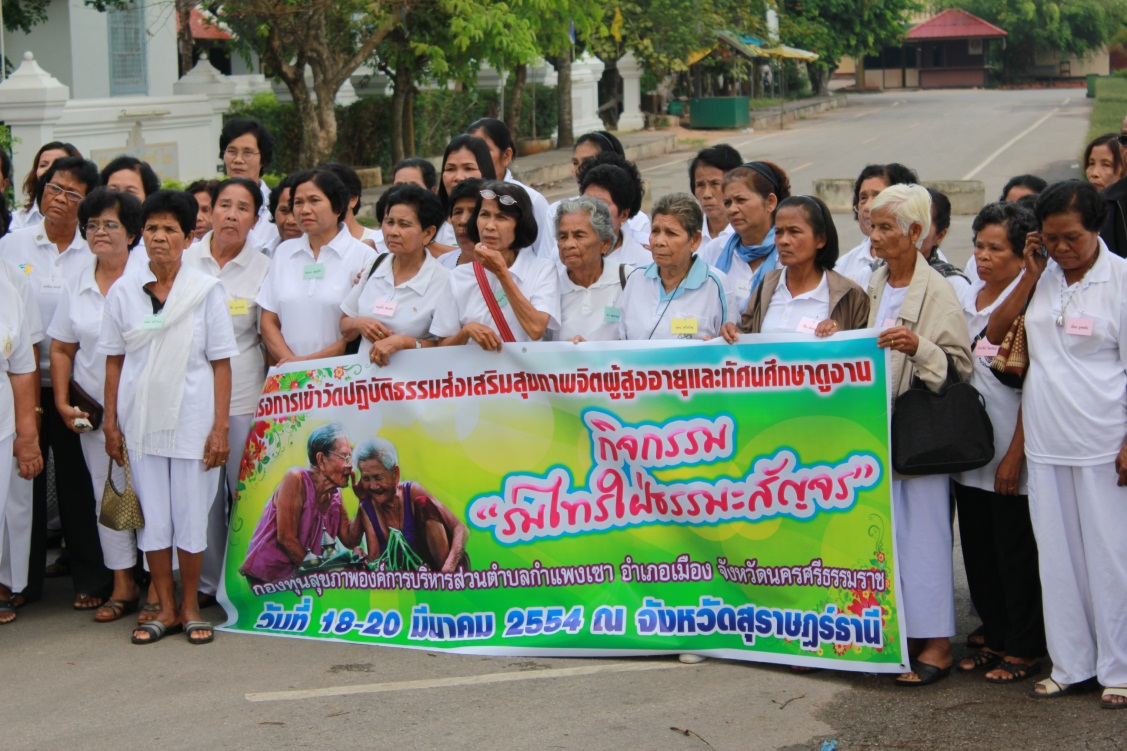 โครงการเข้าวัดปฏิบัติธรรมส่งเสริมสุขภาพจิตผู้สูงอายุและทัศนศึกษาดูงาน
กิจกรรม
“ร่มไทรใฝ่ธรรมะสัญจร”
กองทุนสุขภาพองค์การบริหารส่วนตำบลกำแพงเซา อำเภอเมือง จังหวัดนครศรีธรรมราช
วันที่ 18-20 มีนาคม 2554 ณ จังหวัดสุราษฎร์ธานี